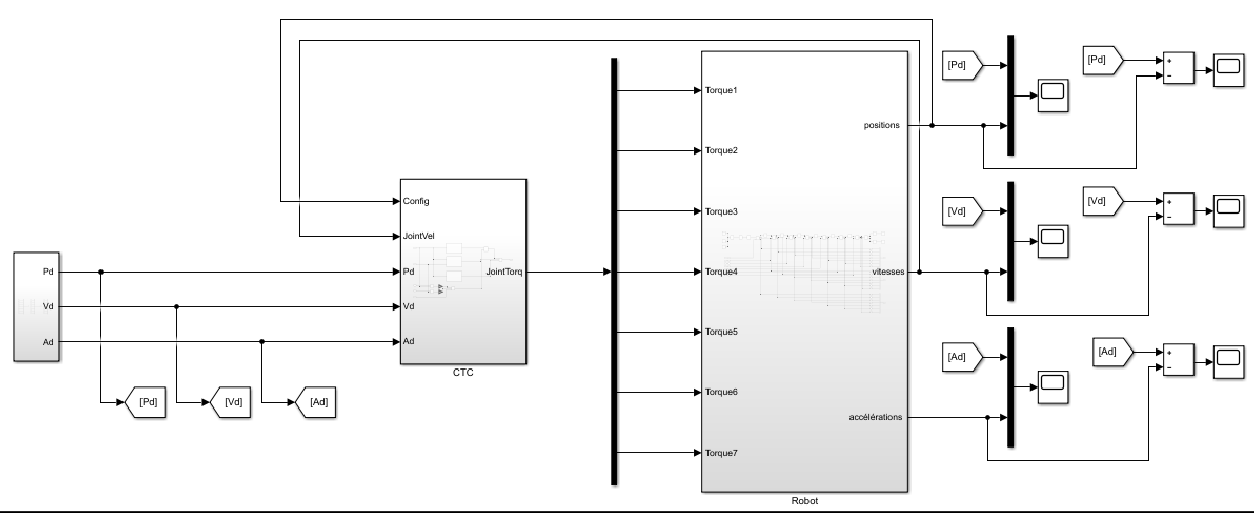 Pd
Vd
Ad
[Pd]
[Vd]
[Ad]
Config
JointVel
Pd
Vd
Ad
JointTorq
CTC
Torque1
Torque2
Torque3
Torque4
Torque5
Torque6
Torque7
positions
vitesses
accélérations
Robot
[Pd]
[Pd]
+
−
[Vd]
[Vd]
+
−
[Ad]
[Ad]
+
−